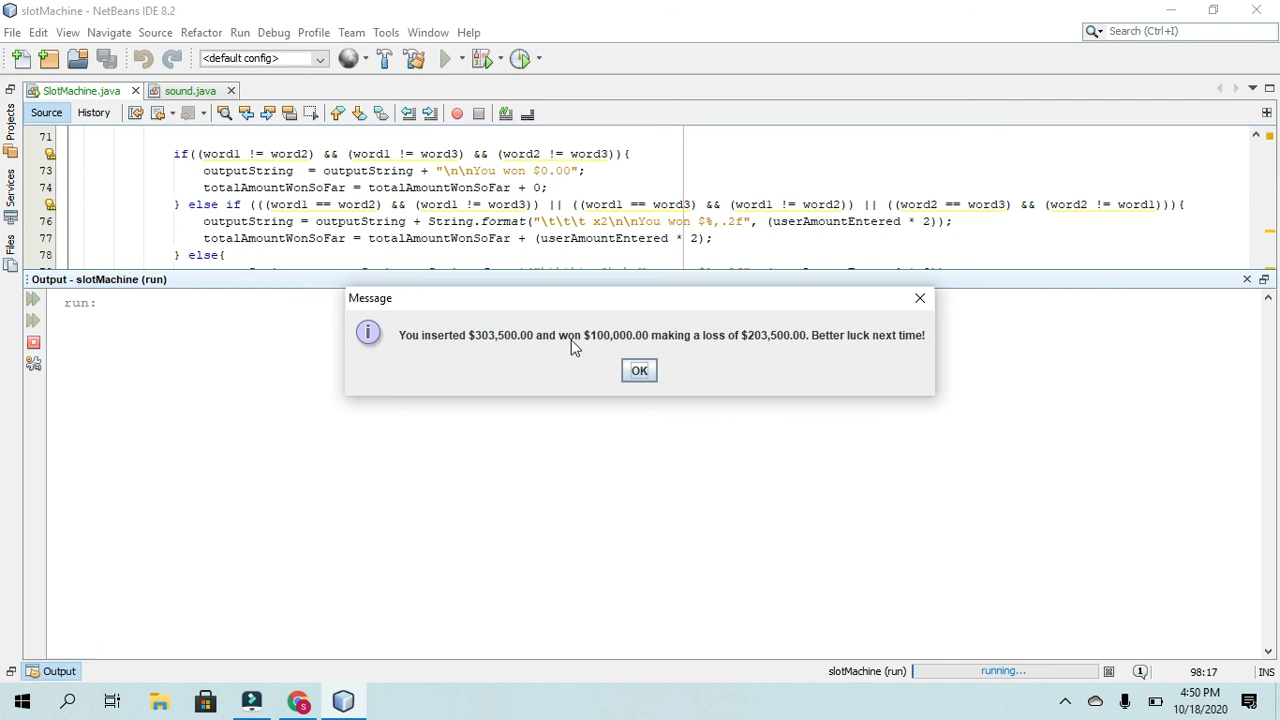 slotMachine - NetBeans IDE 8.2
File Edit View Navigate Source Refactor Run Debug Profile Team Tools Window Help
Search (Ctrl+I)
<default config>
SlotMachine.java
sound.java
Source History
71
if((word1 != word2) && (word1 != word3) && (word2 != word3)){
73 outputString  = outputString + "\n\nYou won $0.00";
74 totalAmountWonSoFar = totalAmountWonSoFar + 0;
} else if (((word1 == word2) && (word1 != word3)) || ((word1 == word3) && (word1 != word2)) || ((word2 == word3) && (word2 != word1))){
76 outputString = outputString + String.format("\t\t\t x2\n\nYou won $%,.2f", (userAmountEntered * 2));
77 totalAmountWonSoFar = totalAmountWonSoFar + (userAmountEntered * 2);
78 } else{
Projects
Services
Files
Output - slotMachine (run)
run:
Message
You inserted $303,500.00 and won $100,000.00 making a loss of $203,500.00. Better luck next time!
OK
Output
slotMachine (run) running... 98:17 INS
4:50 PM
10/18/2020